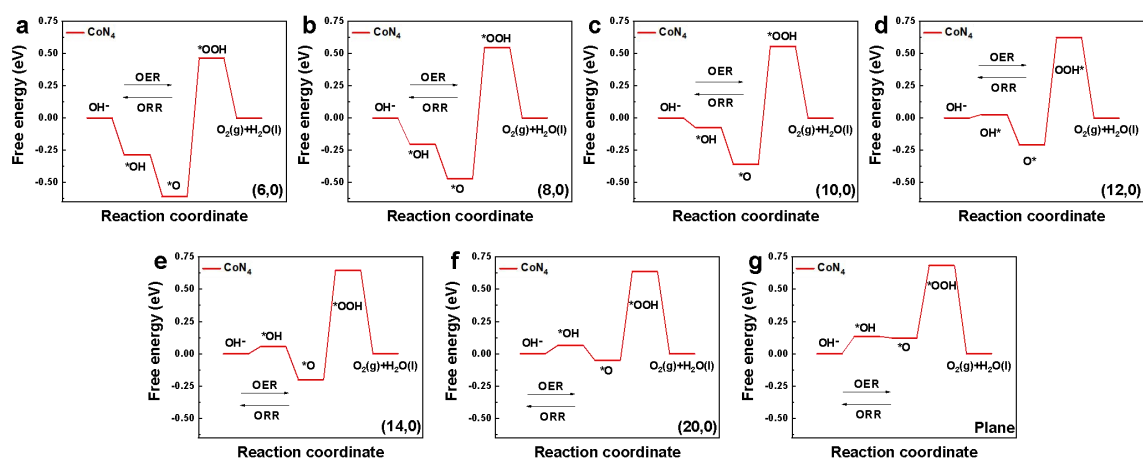 a
0.75
0.50
0.25
0.00
-0.25
-0.50
Free energy (eV)
CoN4
*OOH
OER
ORR
OH-
*OH
*O
O2(g)+H2O(l)
(6,0)
Reaction coordinate
b
0.75
0.50
0.25
0.00
-0.25
-0.50
Free energy (eV)
CoN4
*OOH
OER
ORR
OH-
*OH
*O
O2(g)+H2O(l)
(8,0)
Reaction coordinate
c
0.75
0.50
0.25
0.00
-0.25
-0.50
Free energy (eV)
CoN4
*OOH
OER
ORR
OH-
*OH
*O
O2(g)+H2O(l)
(10,0)
Reaction coordinate
d
0.75
0.50
0.25
0.00
-0.25
-0.50
Free energy (eV)
CoN4
OER
OOH*
ORR
OH-
OH*
O*
O2(g)+H2O(l)
(12,0)
Reaction coordinate
e
0.75
0.50
0.25
0.00
-0.25
-0.50
Free energy (eV)
CoN4
*OOH
*OH
OH-
*O
O2(g)+H2O(l)
OER
ORR
(14,0)
Reaction coordinate
f
0.75
0.50
0.25
0.00
-0.25
-0.50
Free energy (eV)
CoN4
*OOH
*OH
OH-
*O
O2(g)+H2O(l)
OER
ORR
(20,0)
Reaction coordinate
g
0.75
0.50
0.25
0.00
-0.25
-0.50
Free energy (eV)
CoN4
*OOH
*OH
OH-
*O
O2(g)+H2O(l)
OER
ORR
Plane
Reaction coordinate